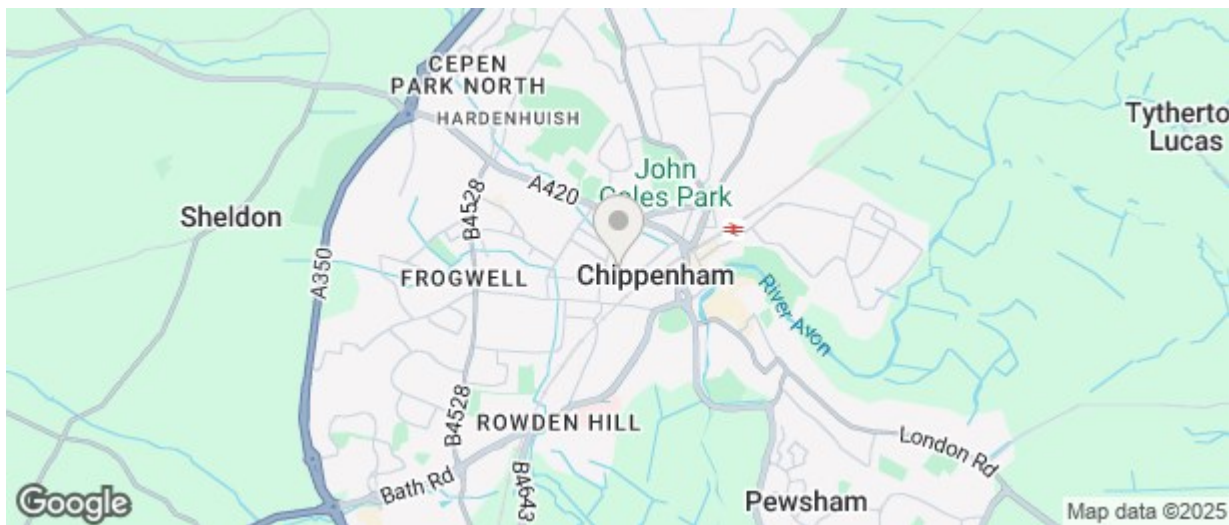 CEPEN
PARK NORTH
HARDENHUISH
Tytherto
Lucas
John
Coles Park
A420
B4528
Sheldon
A350
FROGWELL
Chippenham
River Avon
B4528
ROWDEN HILL
London Rd
Bath Rd
B4643
Pewsham
Google
Map data ©2025